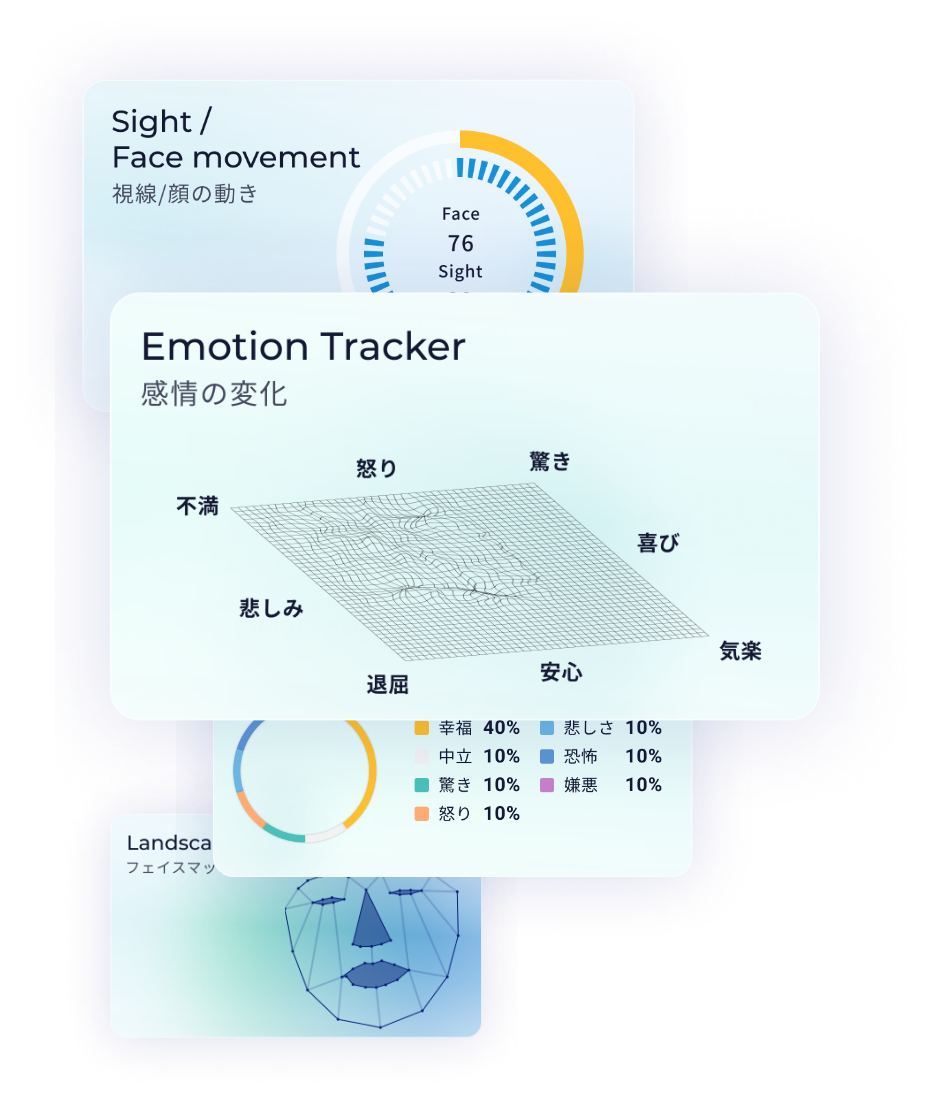 Sight /
Face movement
視線/顔の動き
Face
76
Sight
Emotion Tracker
感情の変化
怒り
驚き
不満
喜び
悲しみ
気楽
安心
退屈
幸福 40% 悲しさ 10%
中立 10% 恐怖 10%
驚き 10% 嫌悪 10%
怒り 10%
Landsca
フェイスマッ